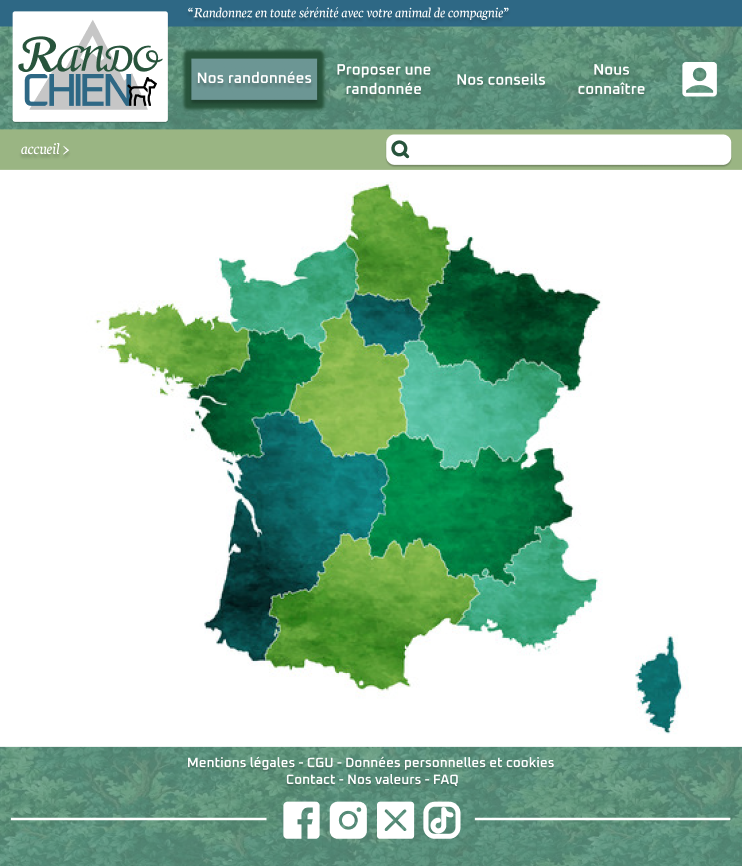 “Randonnez en toute sérénité avec votre animal de compagnie”
RANDO
CHIEN
Nos randonnées
Proposer une
randonnée
Nos conseils
Nous
connaître
accueil >
Mentions légales - CGU - Données personnelles et cookies
Contact - Nos valeurs - FAQ